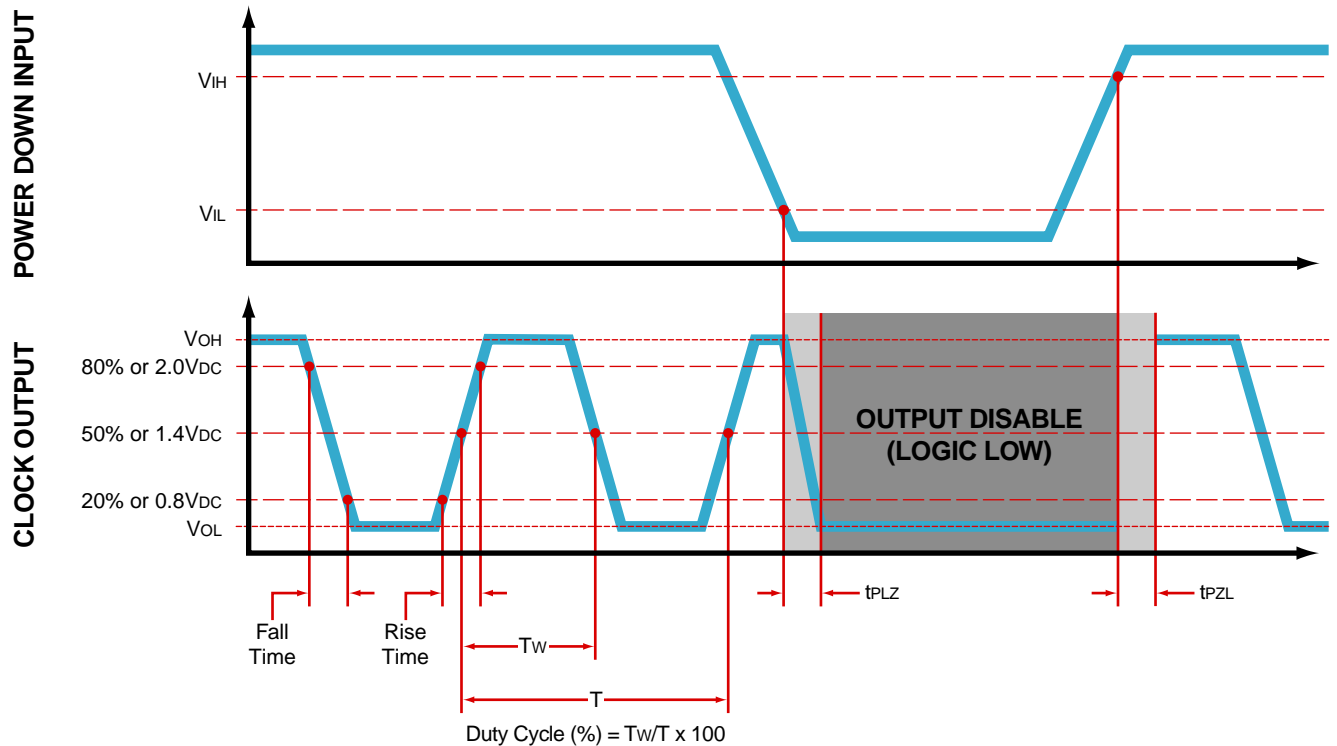 POWER DOWN INPUT
VIH
VIL
CLOCK OUTPUT
VOH
80% or 2.0VDC
50% or 1.4VDC
20% or 0.8VDC
VOL
OUTPUT DISABLE
(LOGIC LOW)
tPLZ
tPZL
Fall
Time
Rise
Time
TW
T
Duty Cycle (%) = TW/T x 100